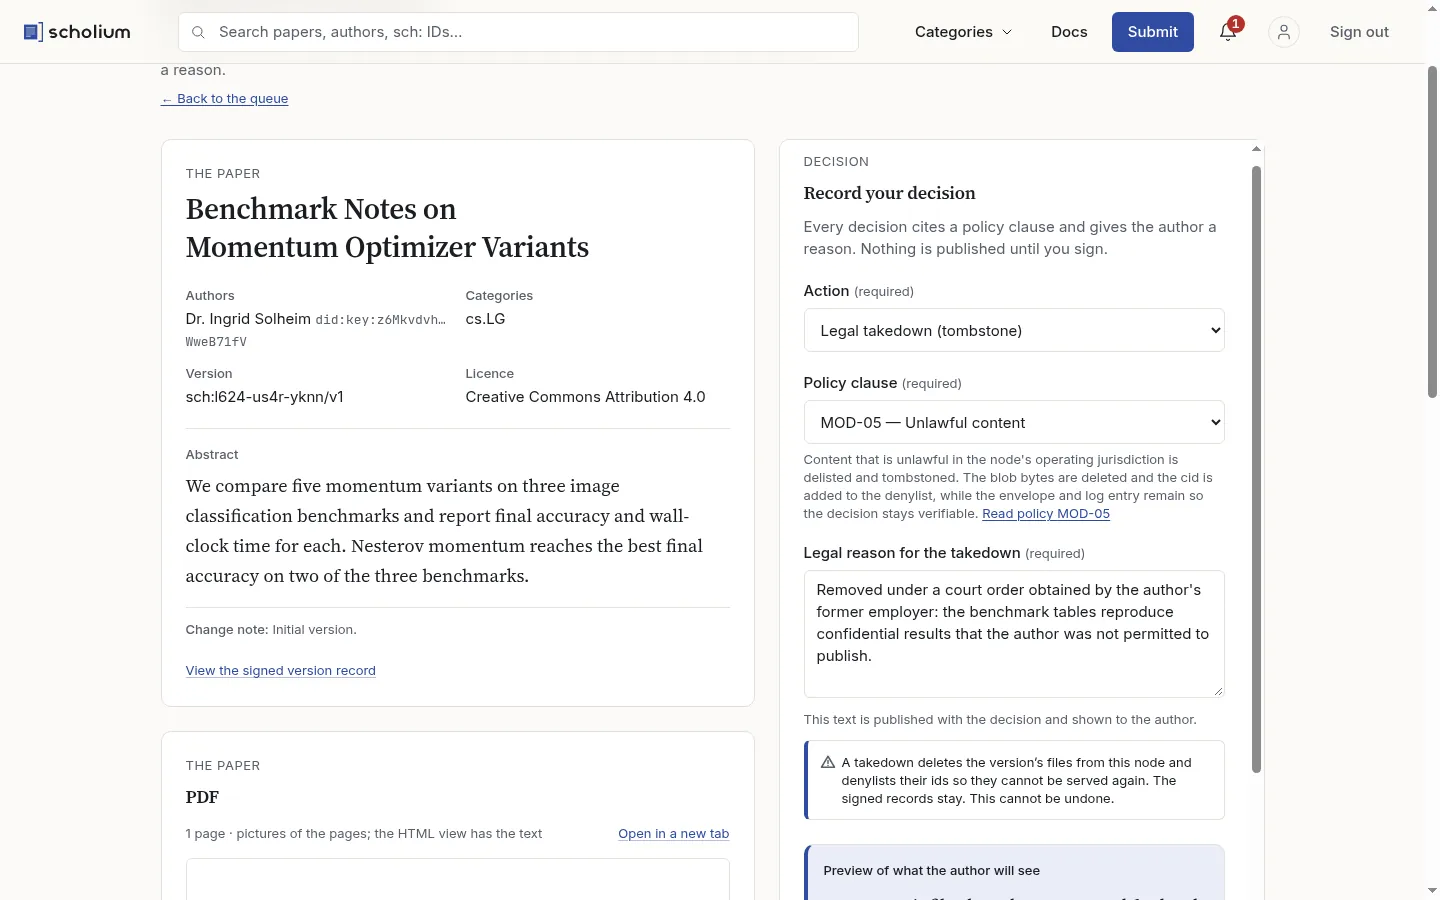 scholium
Search papers, authors, sch: IDs…
Categories
Docs
Submit
1
Sign out
a reason.
← Back to the queue
THE PAPER
Benchmark Notes on
Momentum Optimizer Variants
Authors
Categories
Dr. Ingrid Solheim did:key:z6Mkvdvh…
WweB71fV
cs.LG
Version
Licence
sch:l624-us4r-yknn/v1
Creative Commons Attribution 4.0
Abstract
We compare five momentum variants on three image
classification benchmarks and report final accuracy and wall-
clock time for each. Nesterov momentum reaches the best final
accuracy on two of the three benchmarks.
Change note: Initial version.
View the signed version record
THE PAPER
PDF
1 page · pictures of the pages; the HTML view has the text
Open in a new tab
DECISION
Record your decision
Every decision cites a policy clause and gives the author a
reason. Nothing is published until you sign.
Action (required)
Legal takedown (tombstone)
Policy clause (required)
MOD-05 — Unlawful content
Content that is unlawful in the node's operating jurisdiction is
delisted and tombstoned. The blob bytes are deleted and the cid is
added to the denylist, while the envelope and log entry remain so
the decision stays verifiable. Read policy MOD-05
Legal reason for the takedown (required)
Removed under a court order obtained by the author's
former employer: the benchmark tables reproduce
confidential results that the author was not permitted to
publish.
This text is published with the decision and shown to the author.
A takedown deletes the version’s files from this node and
denylists their ids so they cannot be served again. The
signed records stay. This cannot be undone.
Preview of what the author will see